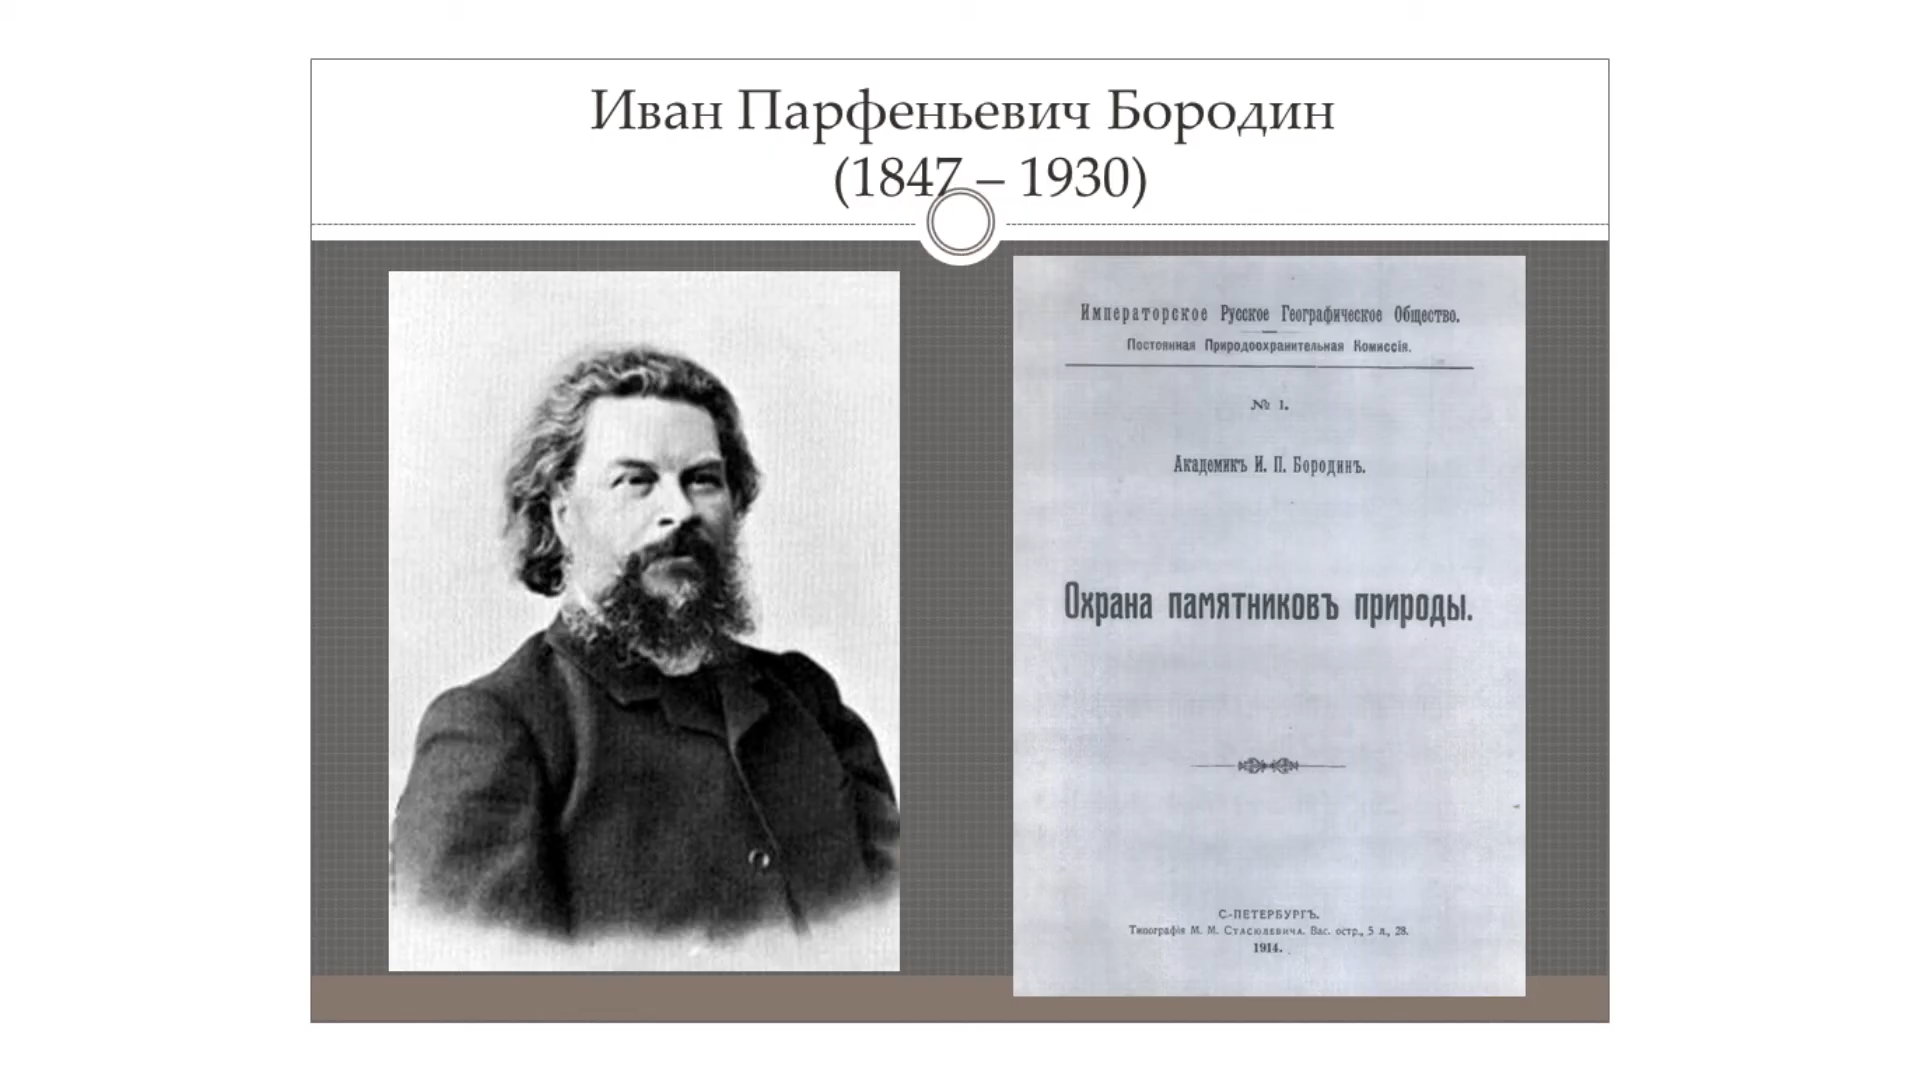 Иван Парфеньевич Бородин
(1847 – 1930)
Императорское Русское Географическое Общество.
Постоянная Природоохранительная Комиссія.
№ 1.
Академикъ И. П. Бородинъ.
Охрана памятниковъ природы.
С.-ПЕТЕРБУРГЪ.
Типографія М. М. Стасюлевича. Вас. остр., 5 л., 28.
1914.